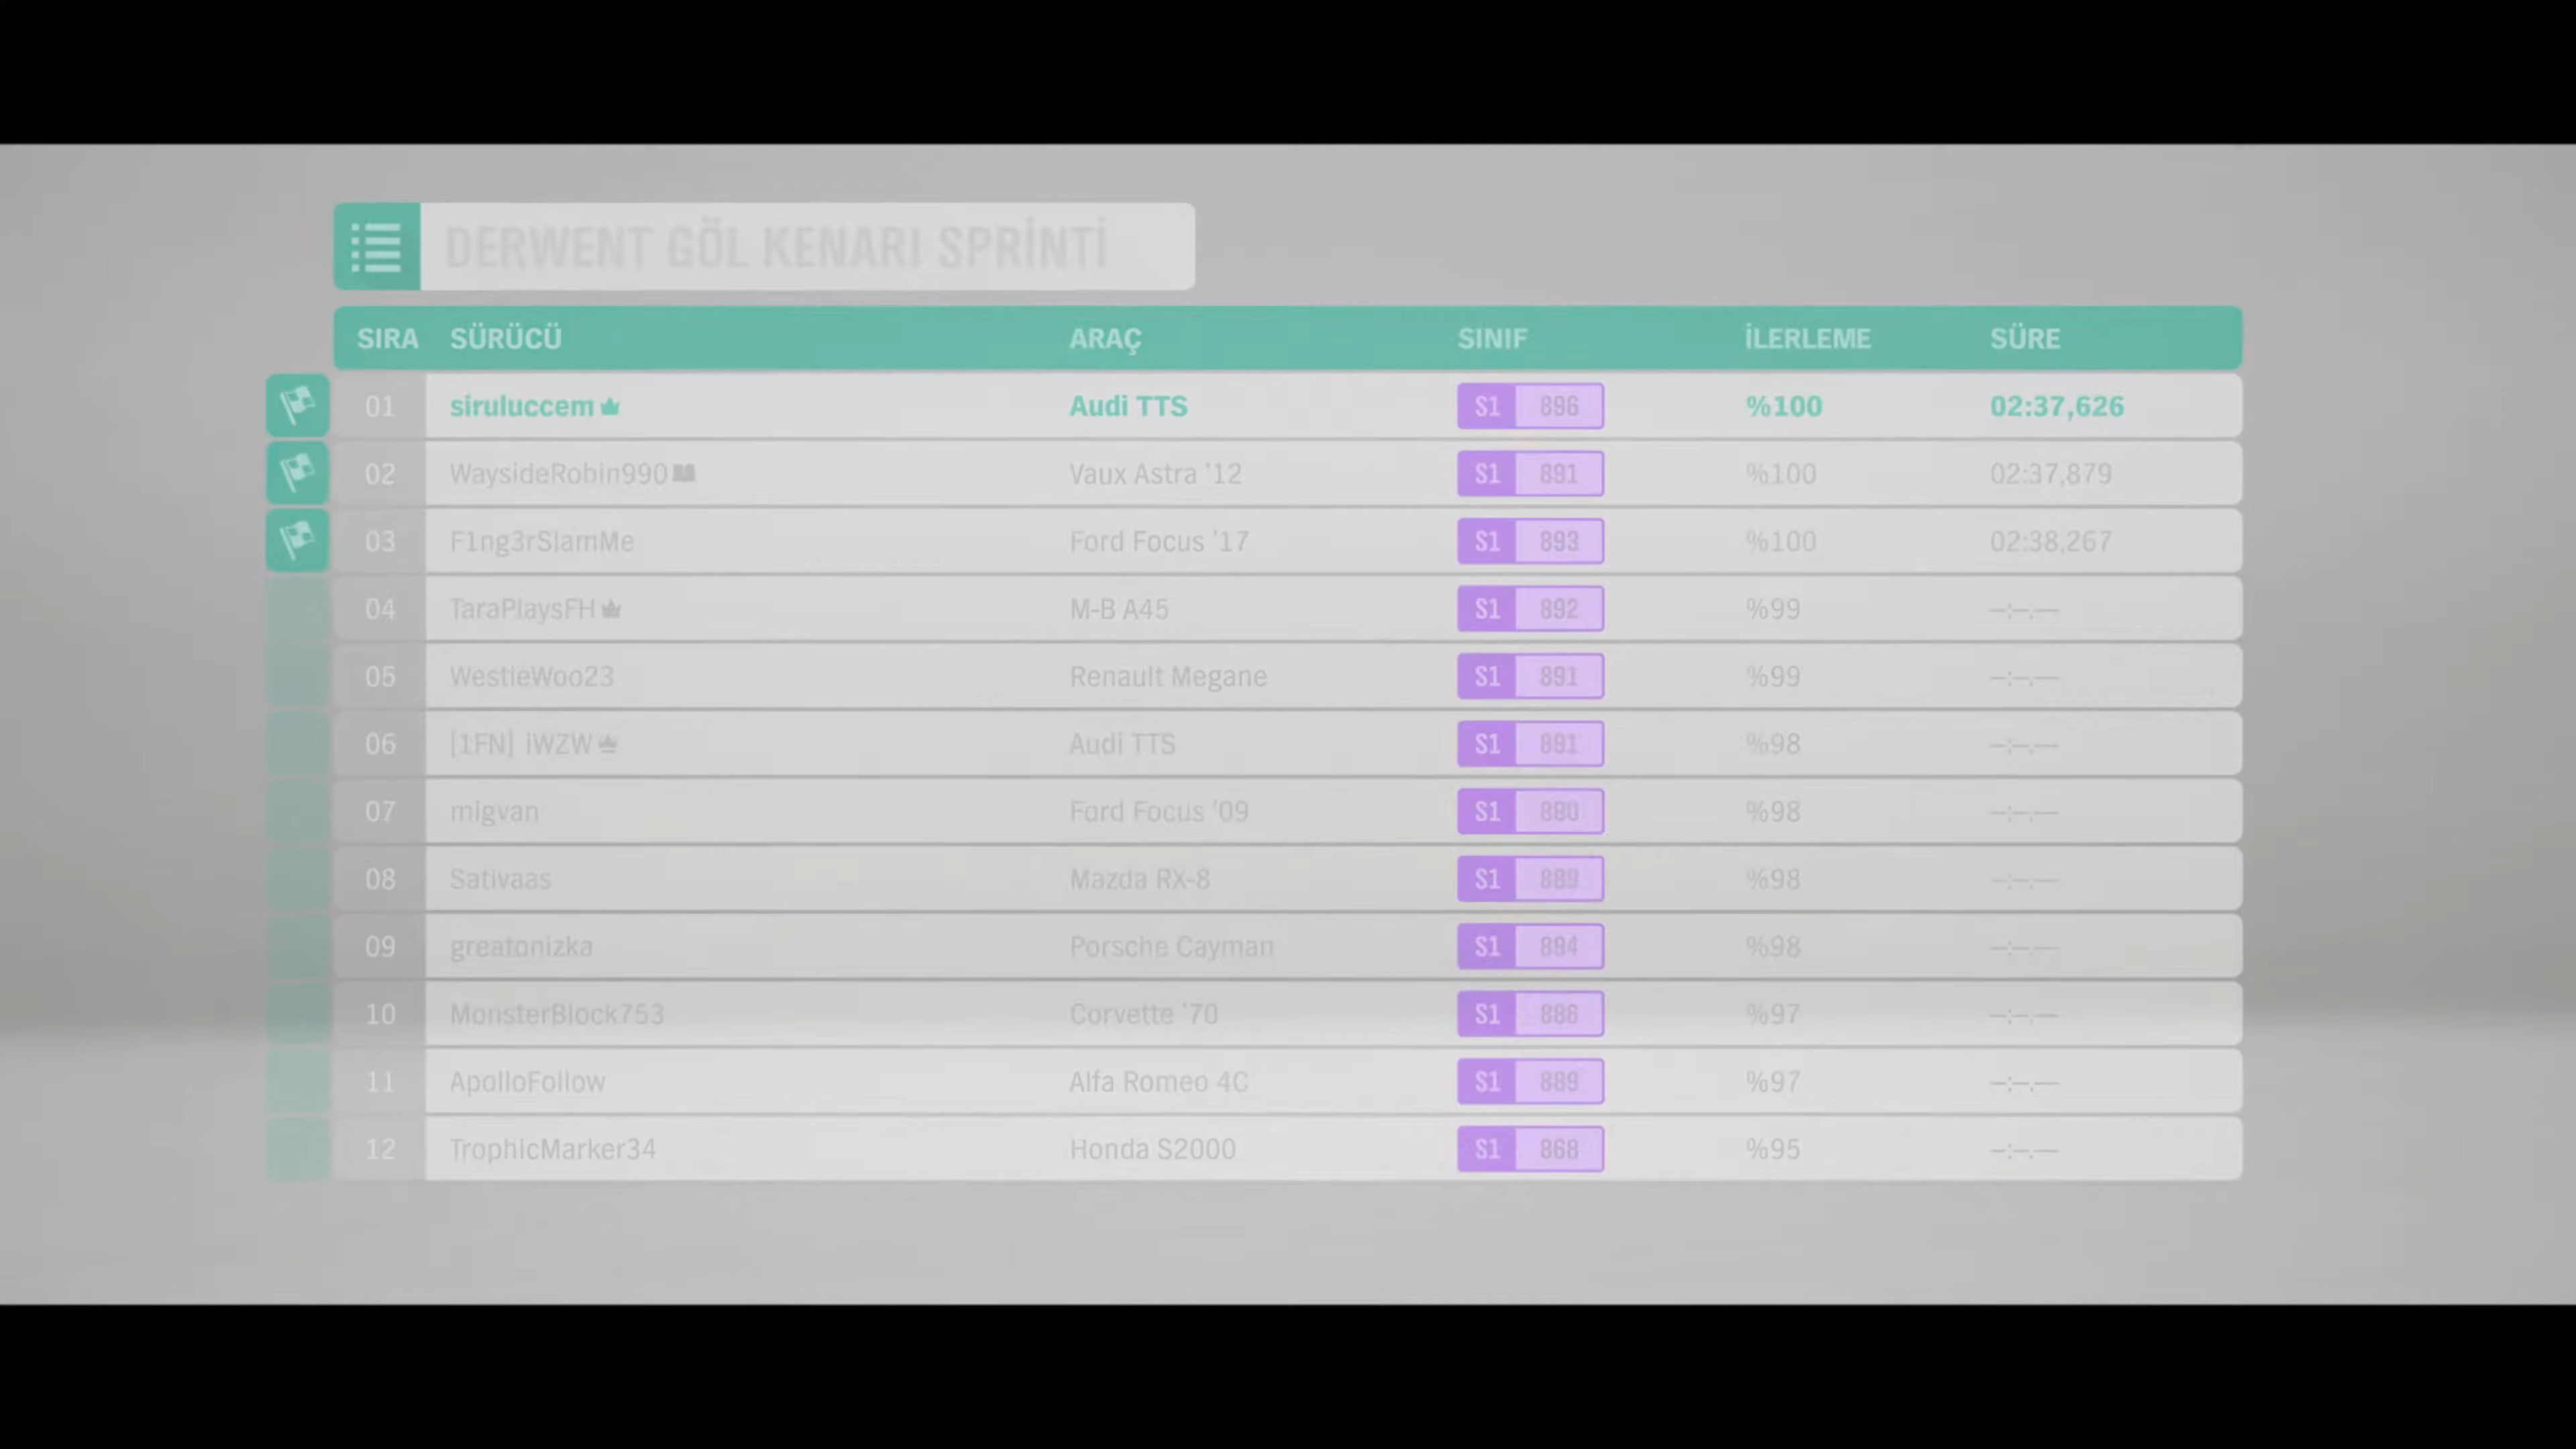 DERWENT GÖL KENARI SPRİNTİ
SIRA SÜRÜCÜ ARAÇ SINIF İLERLEME SÜRE
01 siruluccem Audi TTS S1 896 %100 02:37,626
02 WaysideRobin990 Vaux Astra '12 S1 891 %100 02:37,879
03 F1ng3rSlamMe Ford Focus '17 S1 893 %100 02:38,267
04 TaraPlaysFH M-B A45 S1 892 %99 --:--.---
05 WestieWoo23 Renault Megane S1 891 %99 --:--.---
06 [1FN] iWZW Audi TTS S1 891 %98 --:--.---
07 migvan Ford Focus '09 S1 %98 --:--.---
08 Sativaas Mazda RX-8 S1 %98 --:--.---
09 greatonizka Porsche Cayman S1 %98 --:--.---
10 MonsterBlock753 Corvette '70 S1 886 %97 --:--.---
11 ApolloFollow Alfa Romeo 4C S1 889 %97 --:--.---
12 TrophicMarker34 Honda S2000 S1 868 %95 --:--.---